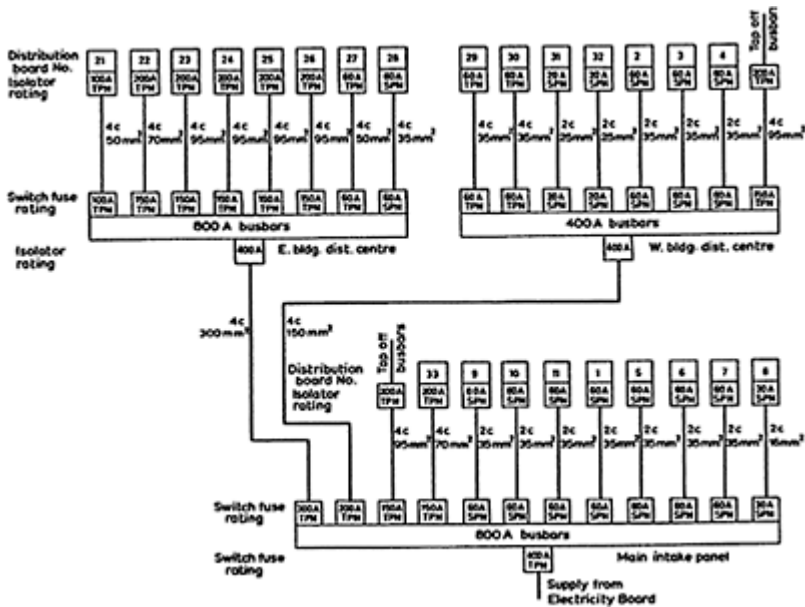 Distribution board No.
Isolator rating
21 22 23 24 25 26 27 28
100A TPN 200A TPN 200A TPN 200A TPN 200A TPN 200A TPN 60A TPN 60A SPN
4c 50mm² 4c 70mm² 4c 95mm² 4c 95mm² 4c 95mm² 4c 95mm² 4c 50mm² 4c 35mm²
Switch fuse rating
100A TPN 150A TPN 150A TPN 150A TPN 100A TPN 150A TPN 60A TPN 60A SPN
800 A busbars
Isolator rating
400A
E. bldg. dist. centre
29 30 31 32 2 3 4 Tap off busbar
60A TPN 60A TPN 20A SPN 20A SPN 60A SPN 60A SPN 60A SPN 200A TPN
4c 35mm² 4c 35mm² 2c 25mm² 2c 25mm² 2c 35mm² 2c 35mm² 2c 35mm² 4c 95mm²
60A TPN 60A TPN SPN 20A SPN 60A SPN 60A SPN 60A SPN 150A TPN
400A busbars
400A
W. bldg. dist. centre
4c 300mm²
4c 150mm²
Distribution board No.
Isolator rating
Tap off busbars 33 9 10 11 1 5 6 7 8
200A TPN 200A TPN 60A SPN 60A SPN 60A SPN 60A SPN 60A SPN 60A SPN 60A SPN 30A SPN
4c 95mm² 4c 70mm² 2c 35mm² 2c 35mm² 2c 35mm² 2c 35mm² 2c 35mm² 2c 35mm² 2c 35mm² 2c 16mm²
Switch fuse rating
300A TPN 200A TPN 150A TPN 150A TPN 60A SPN 60A SPN 60A SPN 60A SPN 60A SPN 60A SPN 60A SPN 30A SPN
800A busbars
Switch fuse rating
TPN
Main intake panel
Supply from
Electricity Board